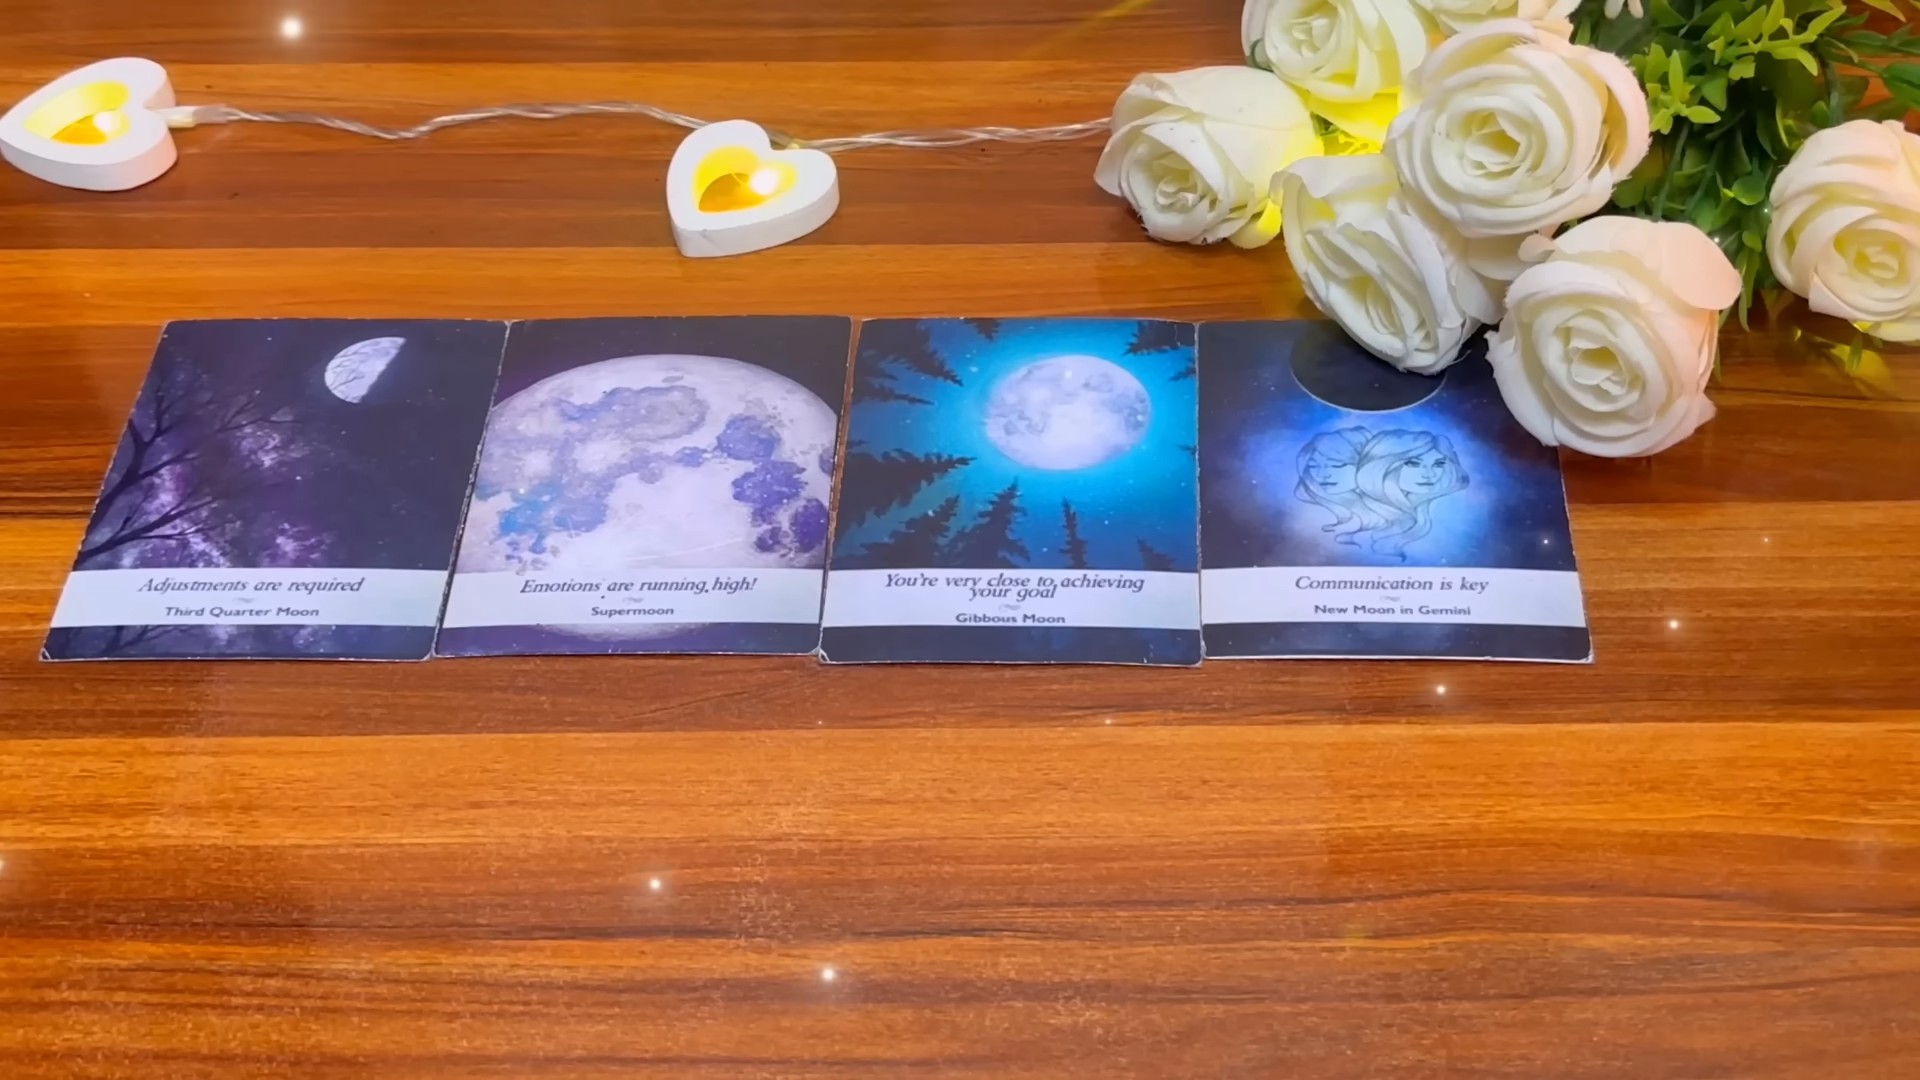 Adjustments are required
Third Quarter Moon
Emotions are running high!
Supermoon
You're very close to achieving
your goal
Gibbous Moon
Communication is key
New Moon in Gemini